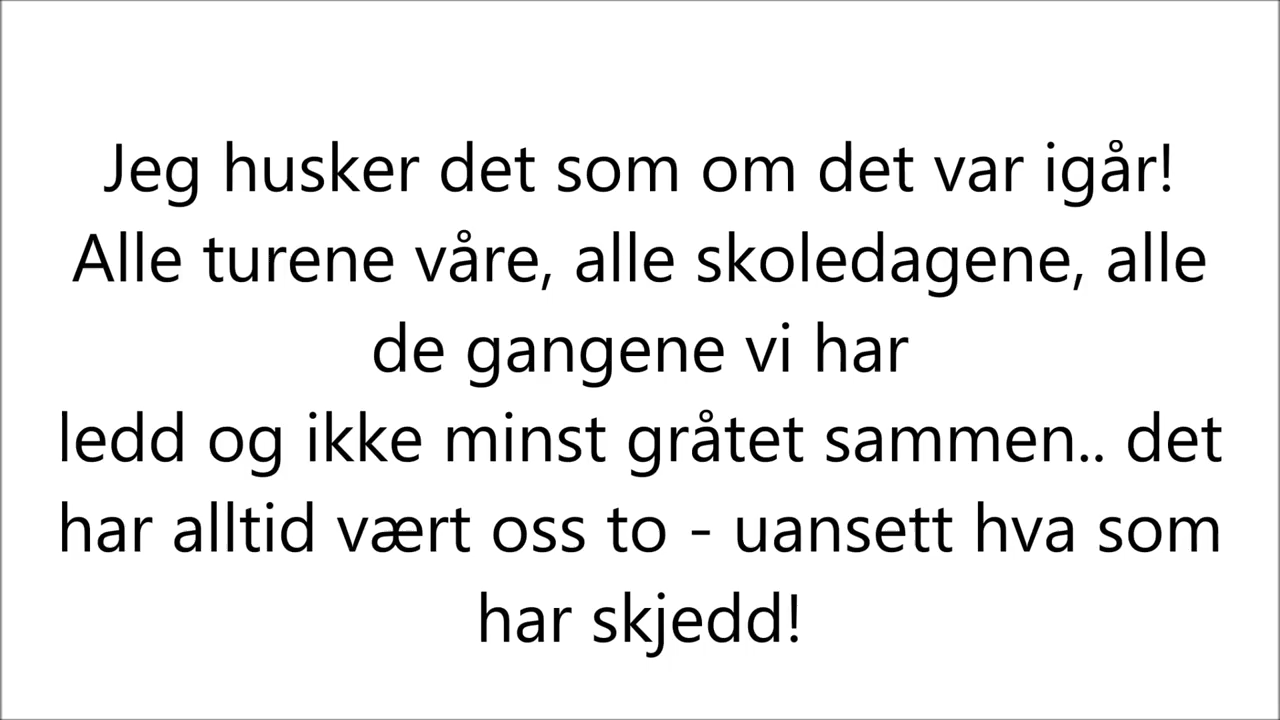 Jeg husker det som om det var igår!
Alle turene våre, alle skoledagene, alle
de gangene vi har
ledd og ikke minst gråtet sammen.. det
har alltid vært oss to - uansett hva som
har skjedd!